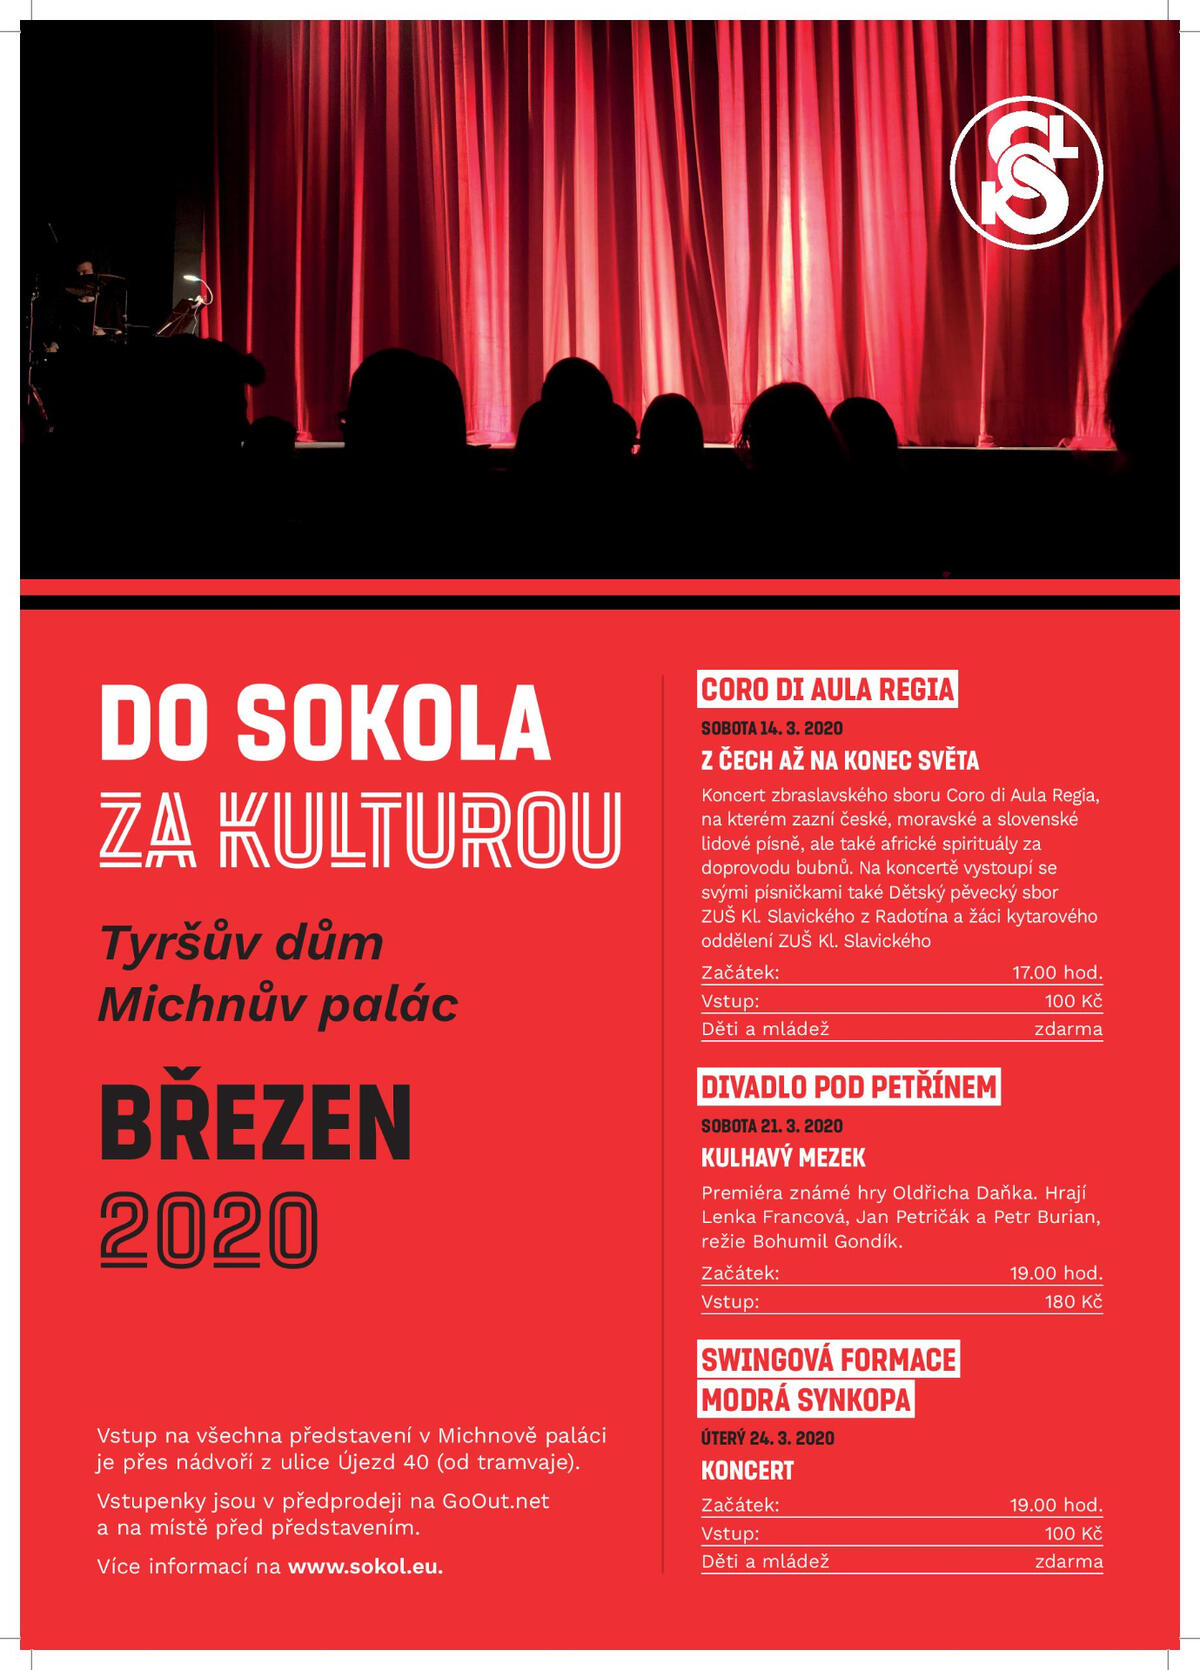 SOKOL
DO SOKOLA
ZA KULTUROU
Tyršův dům
Michnův palác
BŘEZEN
2020
Vstup na všechna představení v Michnově paláci
je přes nádvoří z ulice Újezd 40 (od tramvaje).
Vstupenky jsou v předprodeji na GoOut.net
a na místě před představením.
Více informací na www.sokol.eu.
CORO DI AULA REGIA
SOBOTA 14. 3. 2020
Z ČECH AŽ NA KONEC SVĚTA
Koncert zbraslavského sboru Coro di Aula Regia,
na kterém zazní české, moravské a slovenské
lidové písně, ale také africké spirituály za
doprovodu bubnů. Na koncertě vystoupí se
svými písničkami také Dětský pěvecký sbor
ZUŠ Kl. Slavického z Radotína a žáci kytarového
oddělení ZUŠ Kl. Slavického
Začátek: 17.00 hod.
Vstup: 100 Kč
Děti a mládež zdarma
DIVADLO POD PETŘÍNEM
SOBOTA 21. 3. 2020
KULHAVÝ MEZEK
Premiéra známé hry Oldřicha Daňka. Hrají
Lenka Francová, Jan Petričák a Petr Burian,
režie Bohumil Gondík.
Začátek: 19.00 hod.
Vstup: 180 Kč
SWINGOVÁ FORMACE
MODRÁ SYNKOPA
ÚTERÝ 24. 3. 2020
KONCERT
Začátek: 19.00 hod.
Vstup: 100 Kč
Děti a mládež zdarma